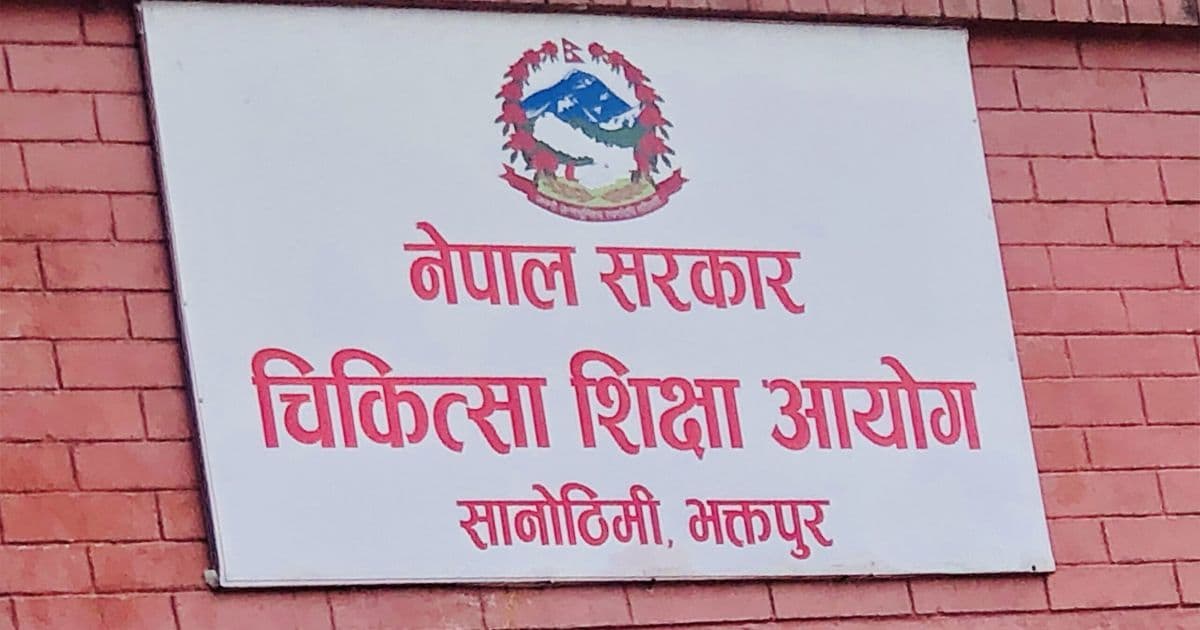 नेपाल सरकार
चिकित्सा शिक्षा आयोग
सानोठिमी, भक्तपुर